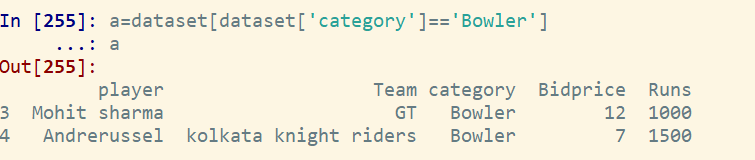 In [255]: a=dataset[dataset['category']=='Bowler']
...: a
Out[255]:
player Team category Bidprice Runs
3 Mohit sharma GT Bowler 12 1000
4 Andrerussel kolkata knight riders Bowler 7 1500